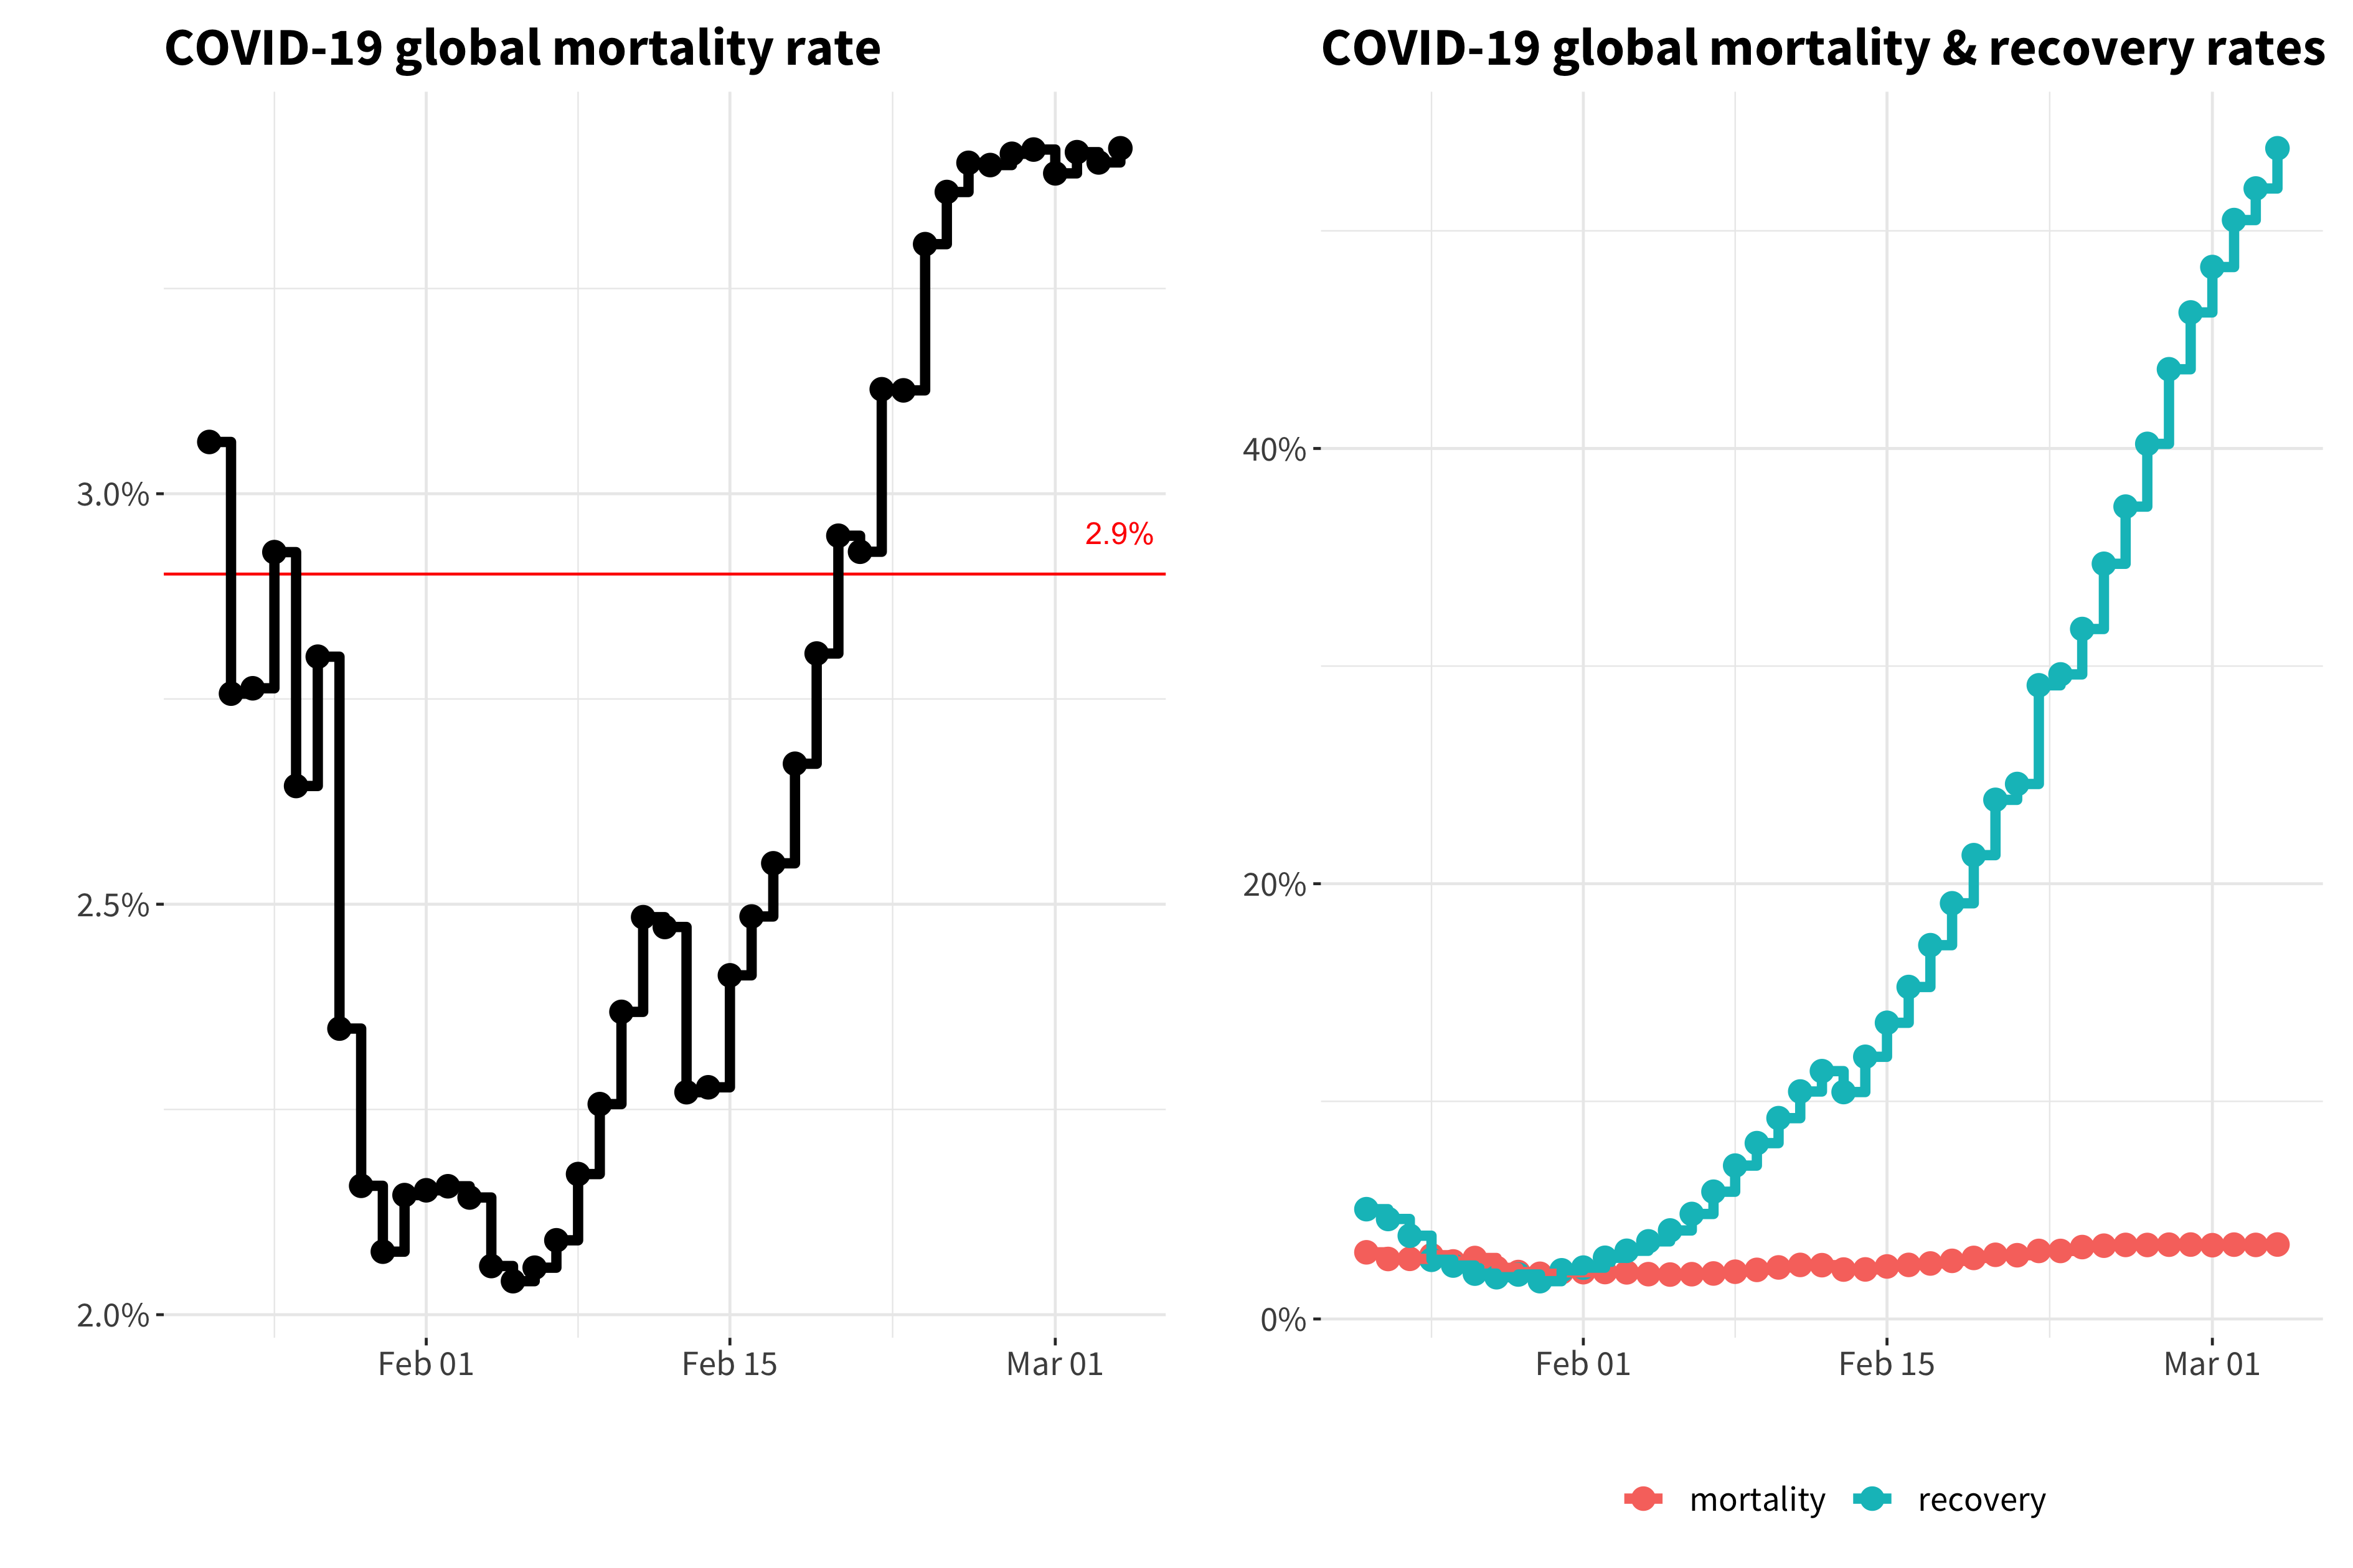 COVID-19 global mortality rate
3.0%
2.9%
2.5%
2.0%
Feb 01
Feb 15
Mar 01
COVID-19 global mortality & recovery rates
40%
20%
0%
Feb 01
Feb 15
Mar 01
mortality
recovery